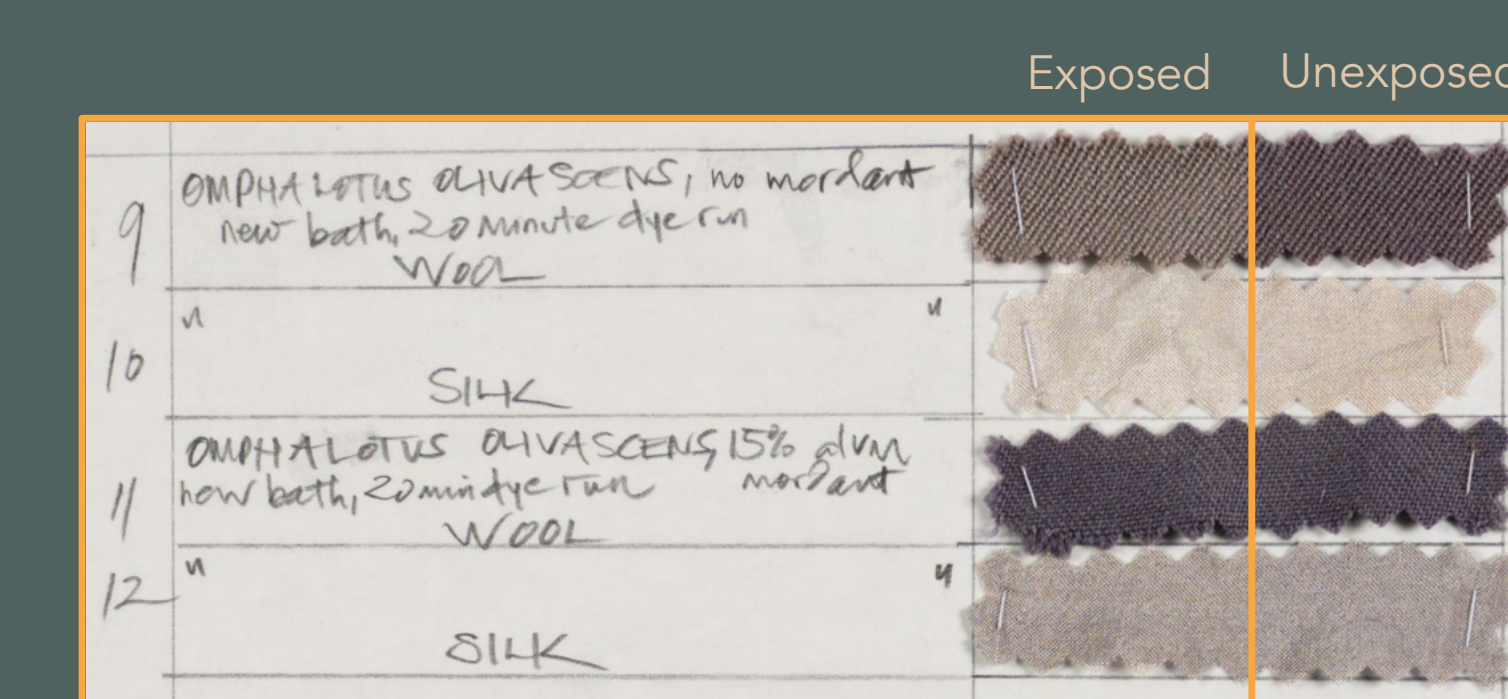 Exposed Unexposed
9 OMPHALOTUS OLIVASCENS, no mordant
new bath, 20 minute dye run
WOOL
10 " "
SILK
11 OMPHALOTUS OLIVASCENS, 15% alum
new bath, 20 min dye run mordant
WOOL
12 " "
SILK